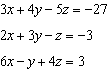 3x + 4y − 5z = −27
2x + 3y − z = −3
6x − y + 4z = 3